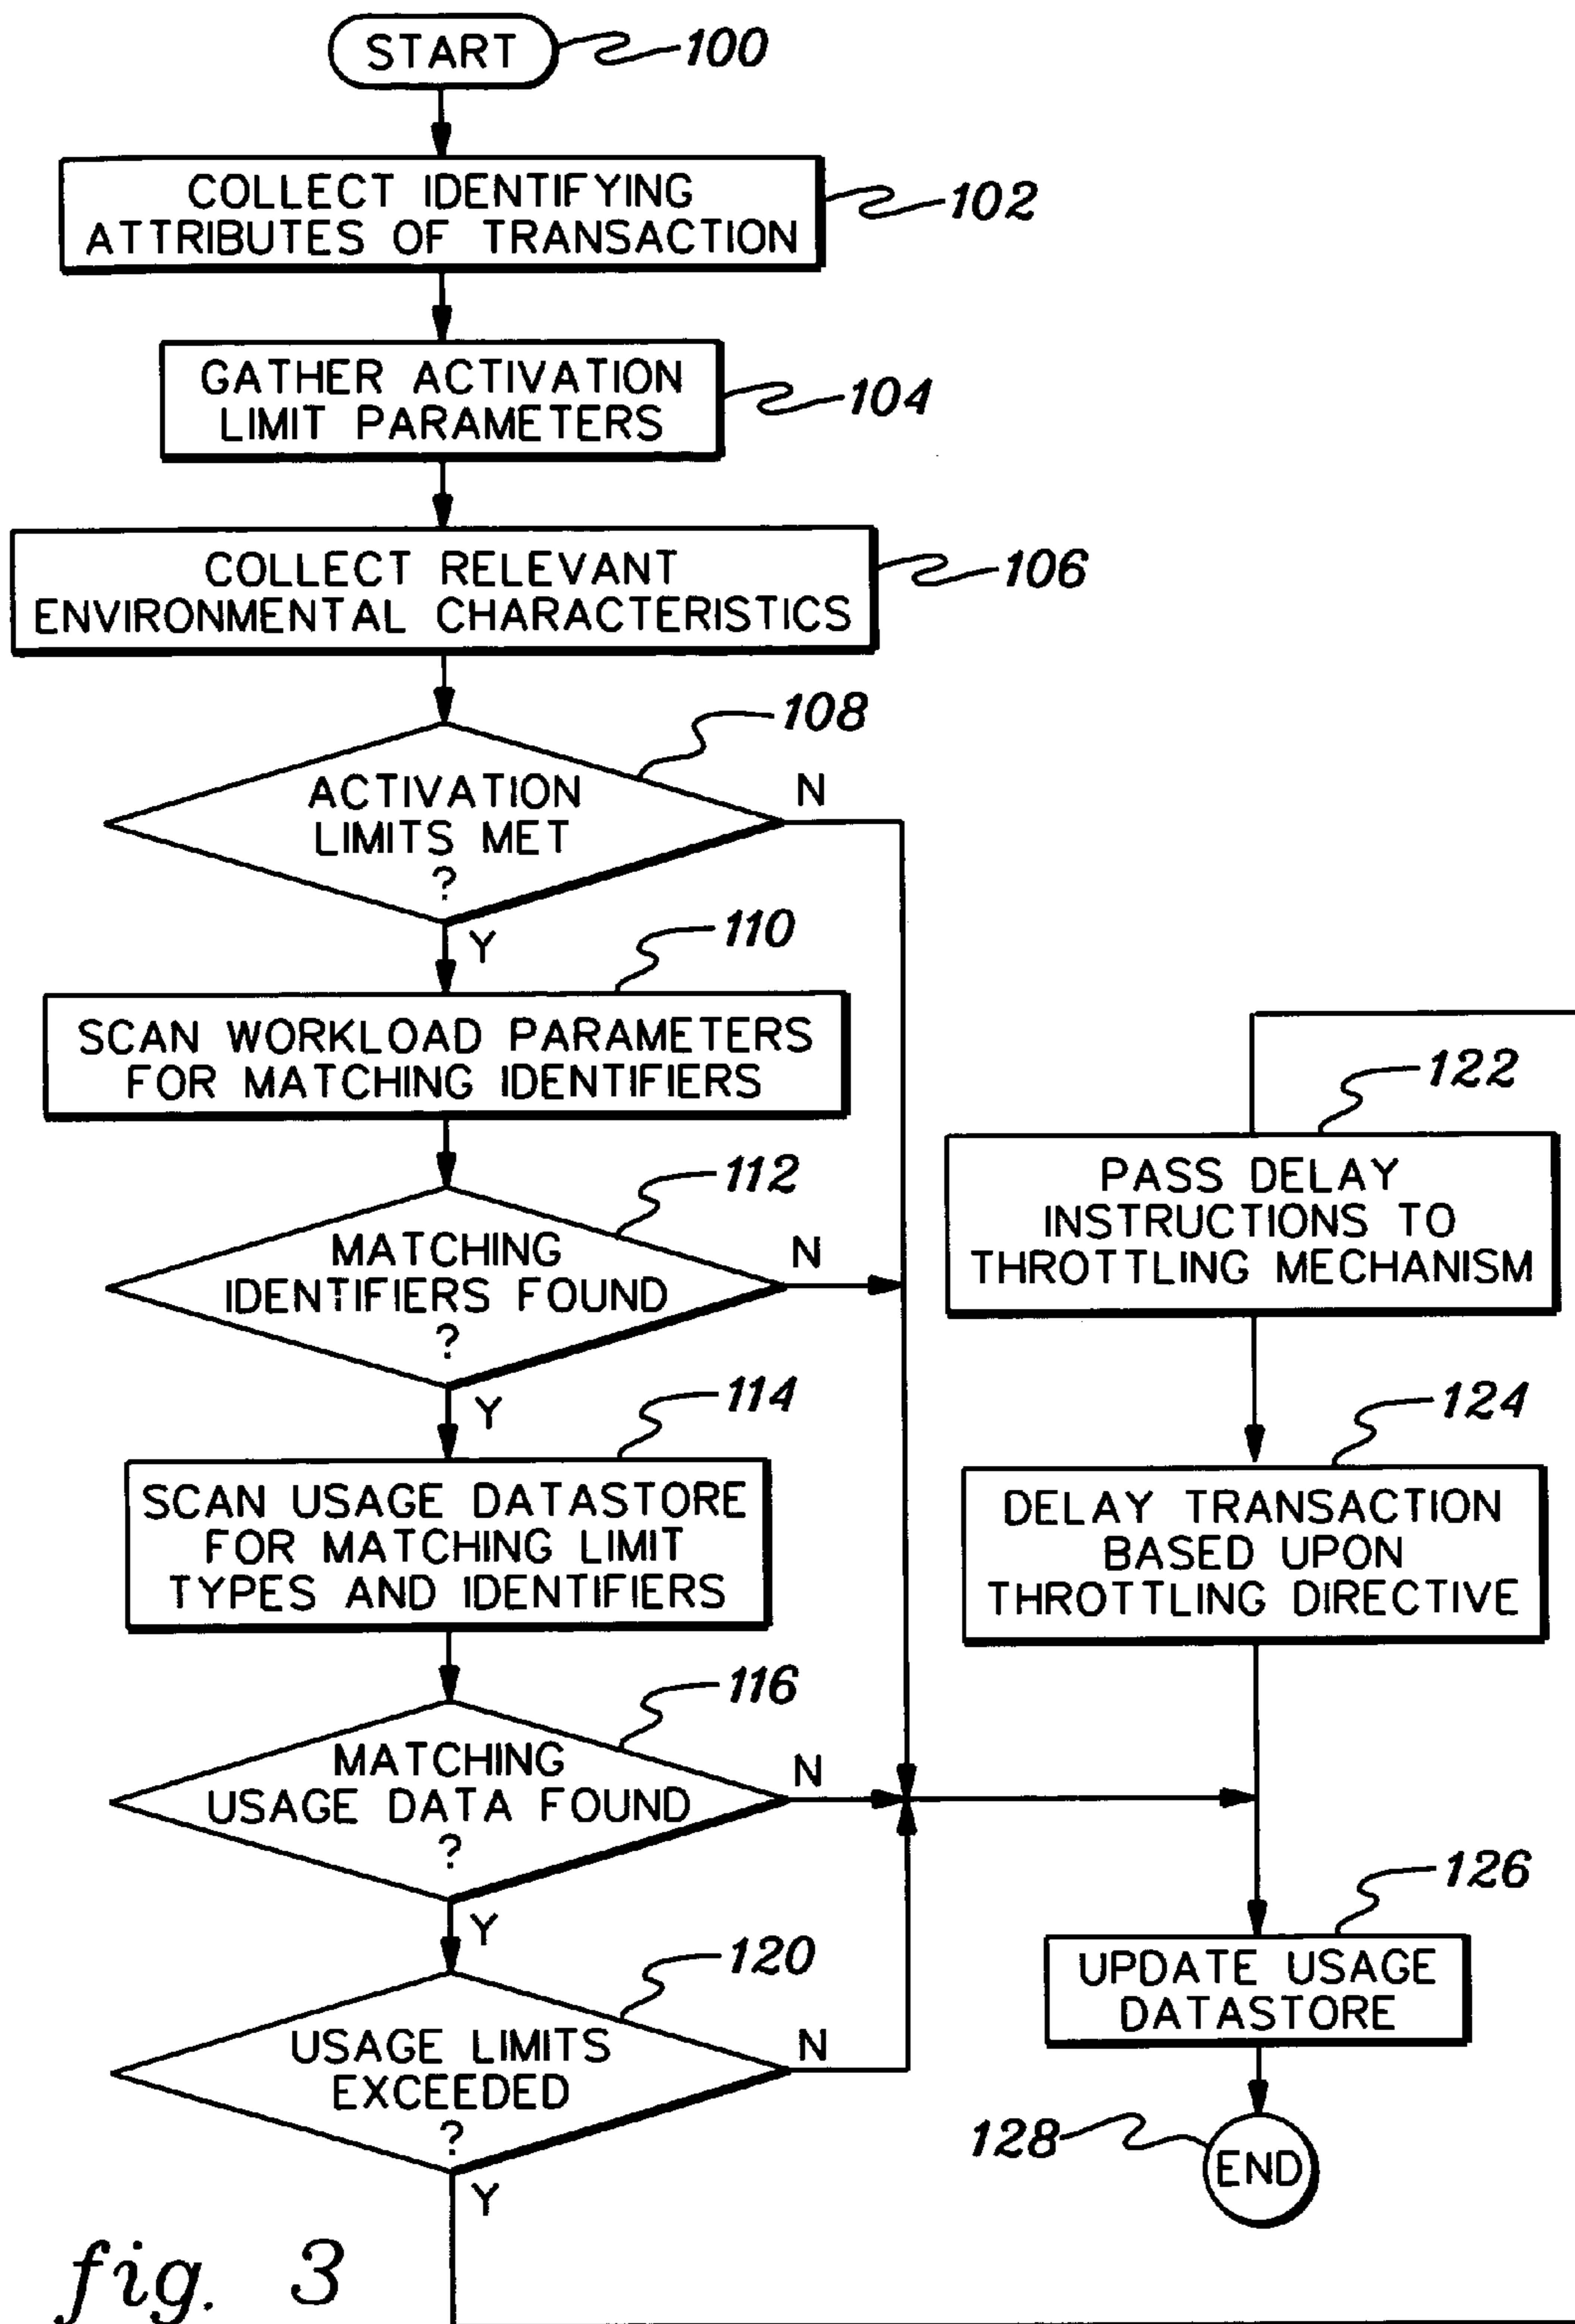 START
100
COLLECT IDENTIFYING
ATTRIBUTES OF TRANSACTION
102
GATHER ACTIVATION
LIMIT PARAMETERS
104
COLLECT RELEVANT
ENVIRONMENTAL CHARACTERISTICS
106
108
ACTIVATION
LIMITS MET
?
N
Y
110
SCAN WORKLOAD PARAMETERS
FOR MATCHING IDENTIFIERS
112
MATCHING
IDENTIFIERS FOUND
?
N
Y
114
SCAN USAGE DATASTORE
FOR MATCHING LIMIT
TYPES AND IDENTIFIERS
116
MATCHING
USAGE DATA FOUND
?
N
Y
120
USAGE LIMITS
EXCEEDED
?
N
Y
122
PASS DELAY
INSTRUCTIONS TO
THROTTLING MECHANISM
124
DELAY TRANSACTION
BASED UPON
THROTTLING DIRECTIVE
126
UPDATE USAGE
DATASTORE
128
END
fig. 3